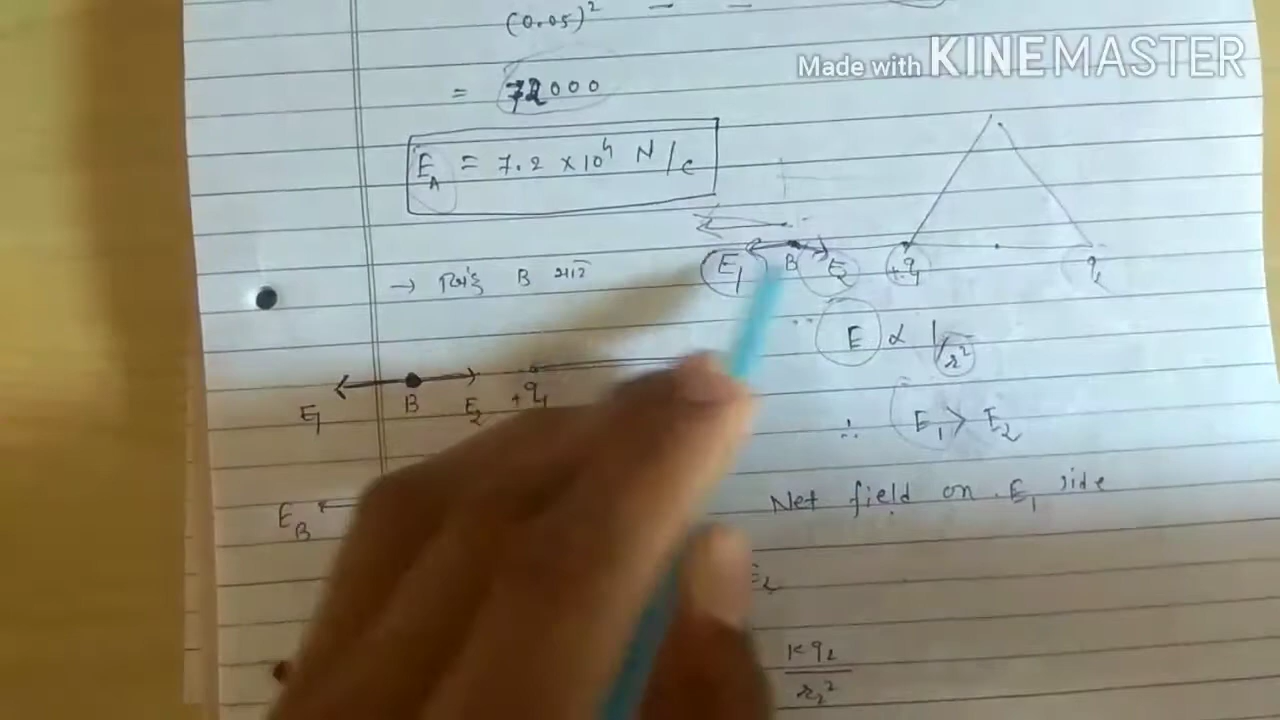 (0.05)²
Made with KINEMASTER
= 72000
E_A = 7.2 × 10⁴ N/C
E₁ B E₂ +q₁ q₂
→ બિંદુ B માટે
∴ E ∝ 1/r²
E₁ B E₂ +q₁
∴ E₁ > E₂
E_B
Net field on E₁ side
E₂
Kq₂
r₂²